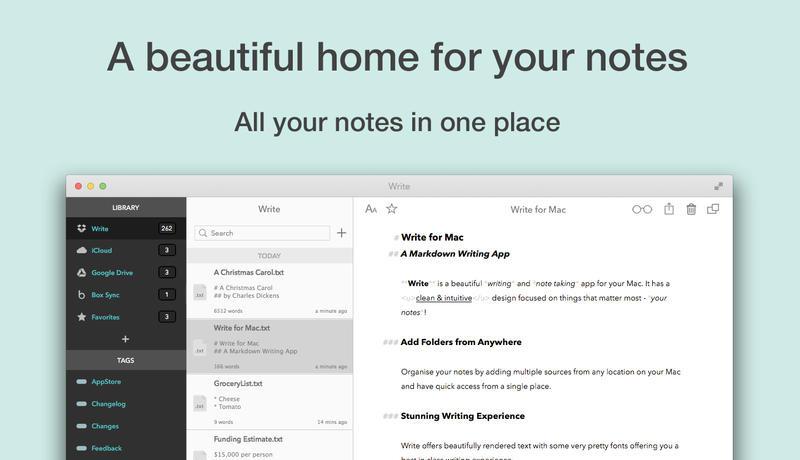 A beautiful home for your notes
All your notes in one place
Write
LIBRARY
Write 262
iCloud 3
Google Drive 3
Box Sync 1
Favorites 3
+
TAGS
AppStore
Changelog
Changes
Feedback
Write
Search +
TODAY
A Christmas Carol.txt
.txt
# A Christmas Carol
## by Charles Dickens
6512 words a minute ago
Write for Mac.txt
.txt
# Write for Mac
## A Markdown Writing App
166 words a minute ago
GroceryList.txt
.txt
* Cheese
* Tomato
9 words 14 mins ago
Funding Estimate.txt
$15,000 per person
AA Write for Mac
# Write for Mac
## A Markdown Writing App
**Write** is a beautiful *writing* and *note taking* app for your Mac. It has a
<u>clean & intuitive</u> design focused on things that matter most - *your
notes*!
### Add Folders from Anywhere
Organise your notes by adding multiple sources from any location on your Mac
and have quick access from a single place.
### Stunning Writing Experience
Write offers beautifully rendered text with some very pretty fonts offering you a
best in class writing experience.